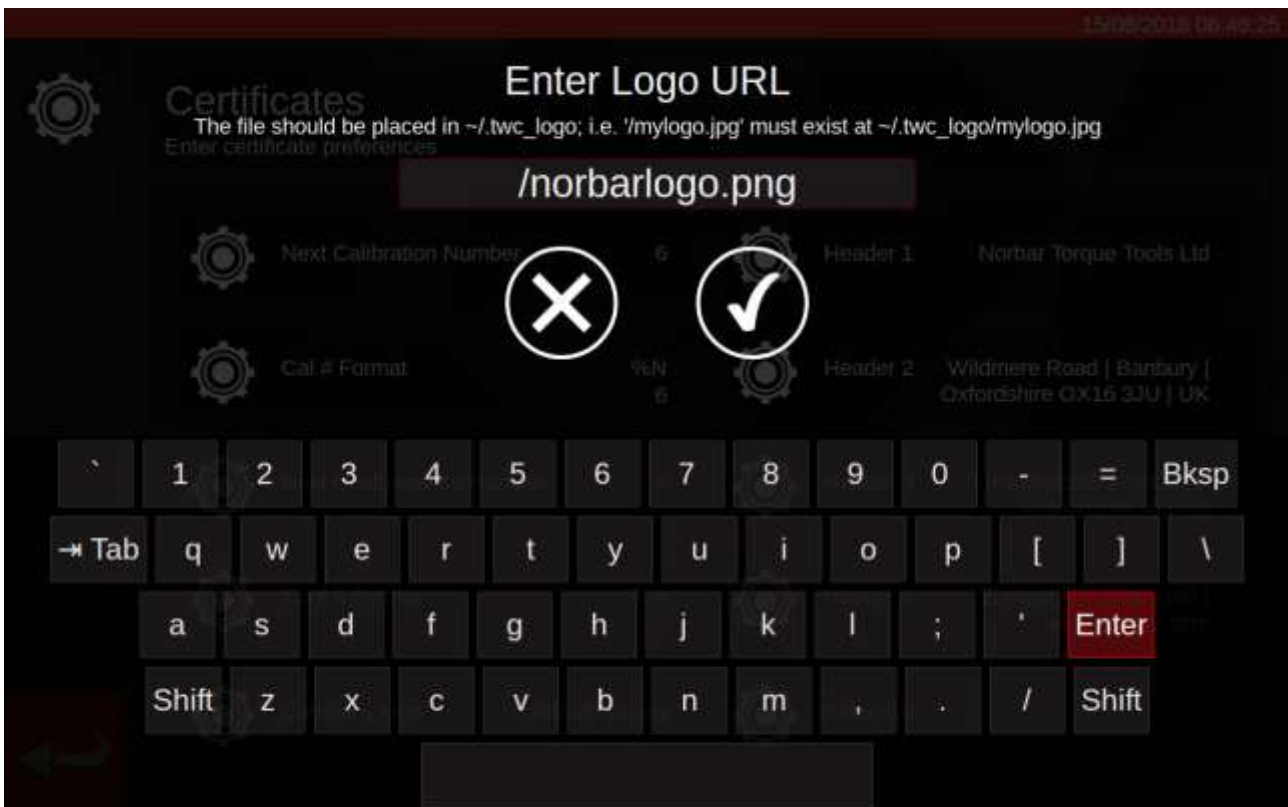 15/08/2018 08:49:25
Enter Logo URL
Certificates
The file should be placed in ~/.twc_logo; i.e. '/mylogo.jpg' must exist at ~/.twc_logo/mylogo.jpg
Enter certificate preferences
/norbarlogo.png
Next Calibration Number 6 Header 1 Norbar Torque Tools Ltd
Cal # Format %N Header 2 Wildmere Road | Banbury |
6 Oxfordshire OX16 3JU | UK
` 1 2 3 4 5 6 7 8 9 0 - = Bksp
⇥ Tab q w e r t y u i o p [ ] \
a s d f g h j k l ; ' Enter
Shift z x c v b n m , . / Shift